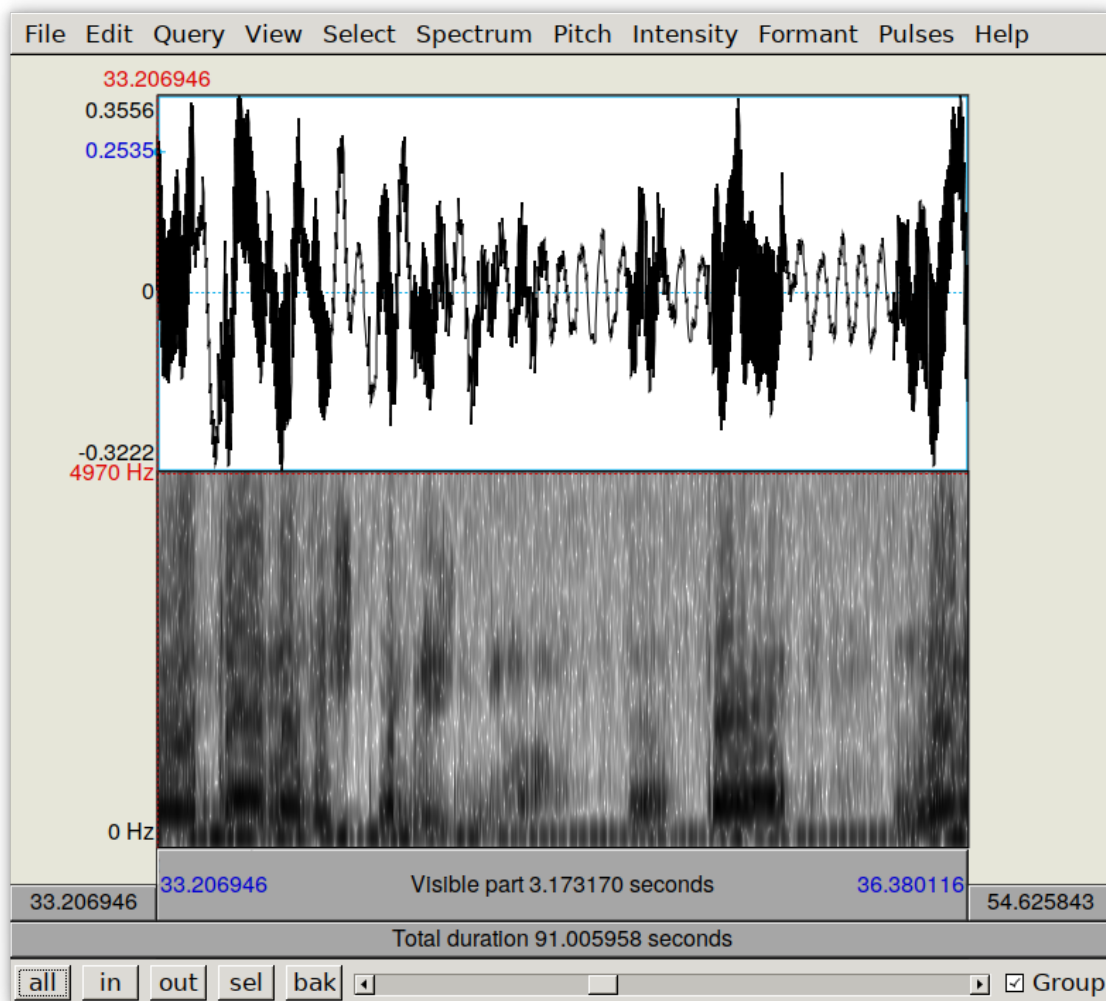 File Edit Query View Select Spectrum Pitch Intensity Formant Pulses Help
33.206946
0.3556
0.2535
0
-0.3222
4970 Hz
0 Hz
33.206946 Visible part 3.173170 seconds 36.380116
33.206946 54.625843
Total duration 91.005958 seconds
all in out sel bak Group